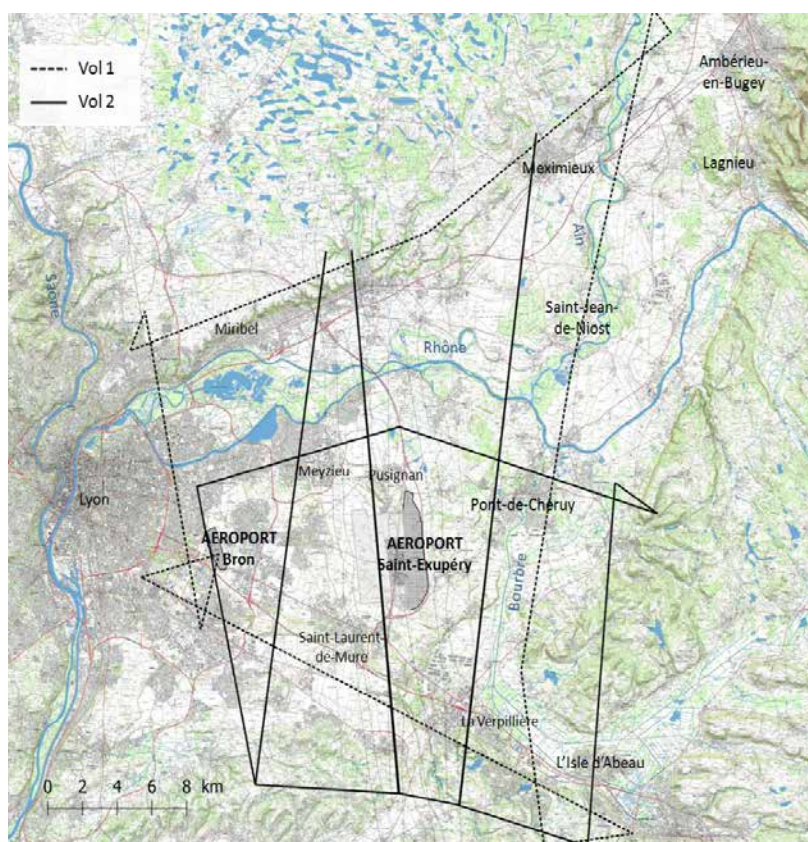 Vol 1
Vol 2
Ambérieu-
en-Bugey
Meximieux
Lagnieu
Ain
Saône
Saint-Jean-
de-Niost
Miribel
Rhône
Meyzieu
Pusignan
Lyon
Pont-de-Chéruy
AEROPORT
Bron
AEROPORT
Saint-Exupéry
Bourbre
Saint-Laurent-
de-Mure
La Verpillière
L'Isle d'Abeau
0 2 4 6 8 km